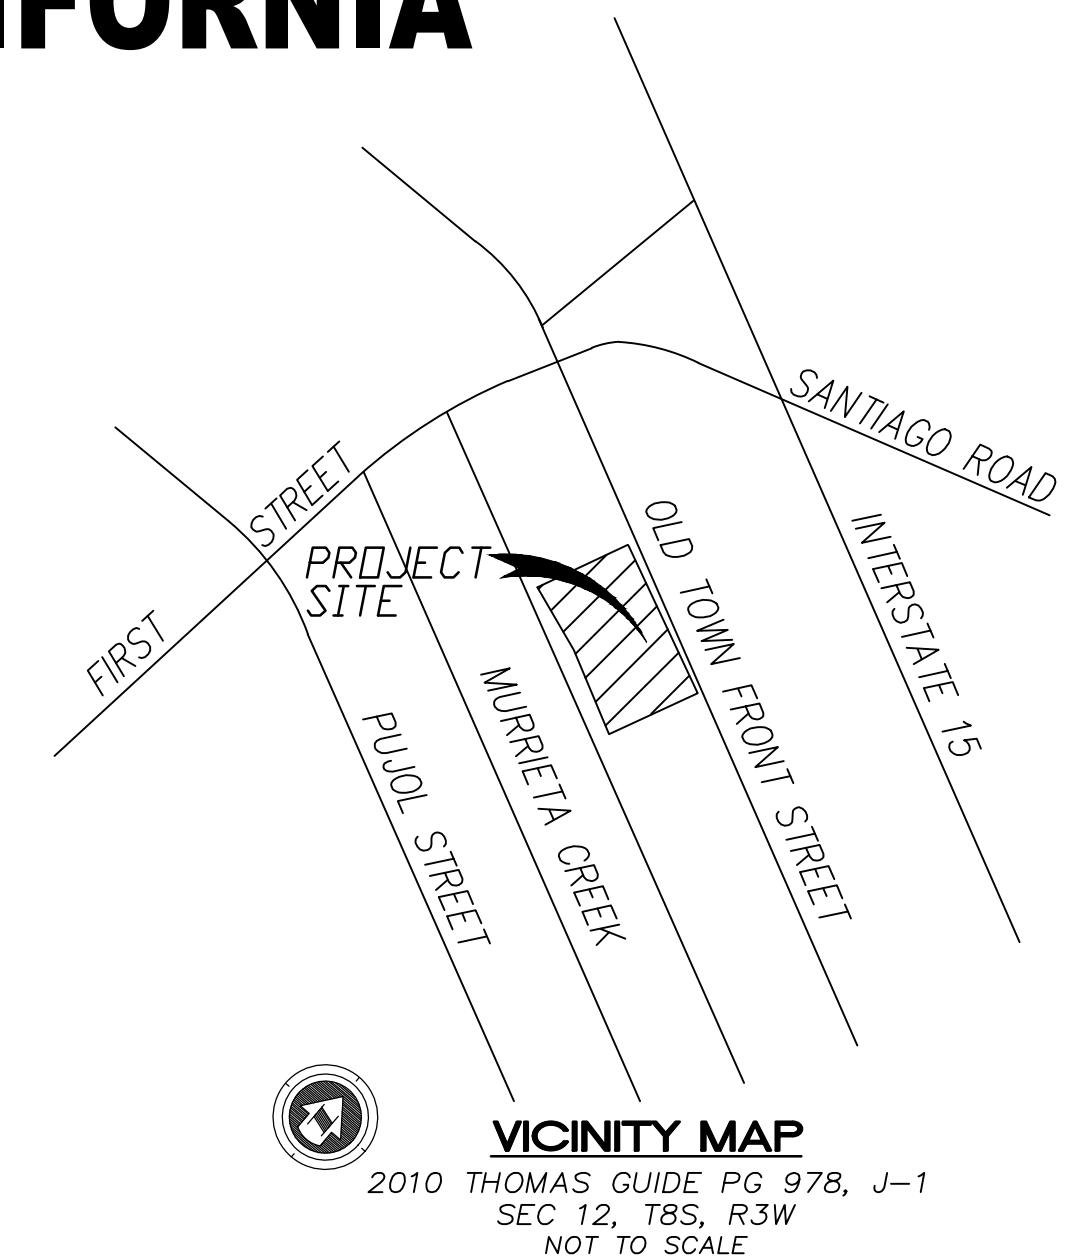 SANTIAGO ROAD
FIRST STREET
OLD TOWN FRONT STREET
INTERSTATE 15
PROJECT
SITE
MURRIETA CREEK
PUJOL STREET
VICINITY MAP
2010 THOMAS GUIDE PG 978, J-1
SEC 12, T8S, R3W
NOT TO SCALE